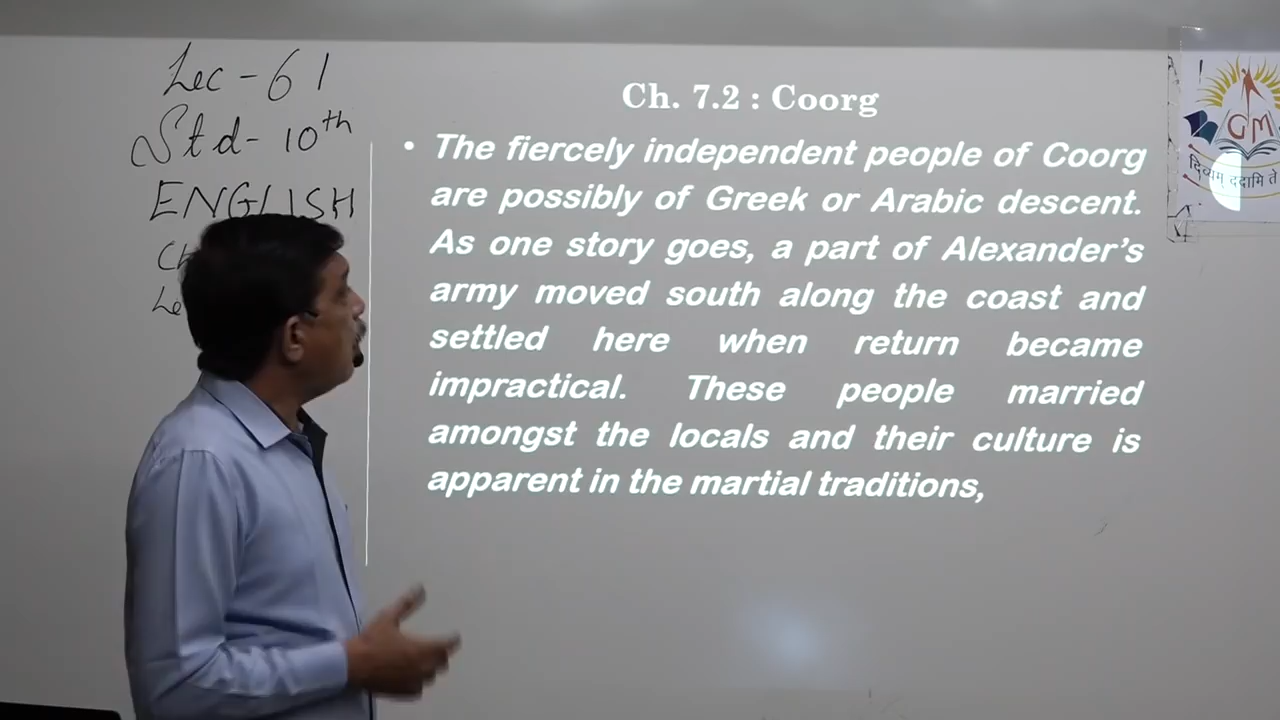 Lec - 61
Std - 10th
ENGLISH
Ch. 7.2 : Coorg
• The fiercely independent people of Coorg
are possibly of Greek or Arabic descent.
As one story goes, a part of Alexander's
army moved south along the coast and
settled here when return became
impractical. These people married
amongst the locals and their culture is
apparent in the martial traditions,
GM
दिव्यम् ददामि ते